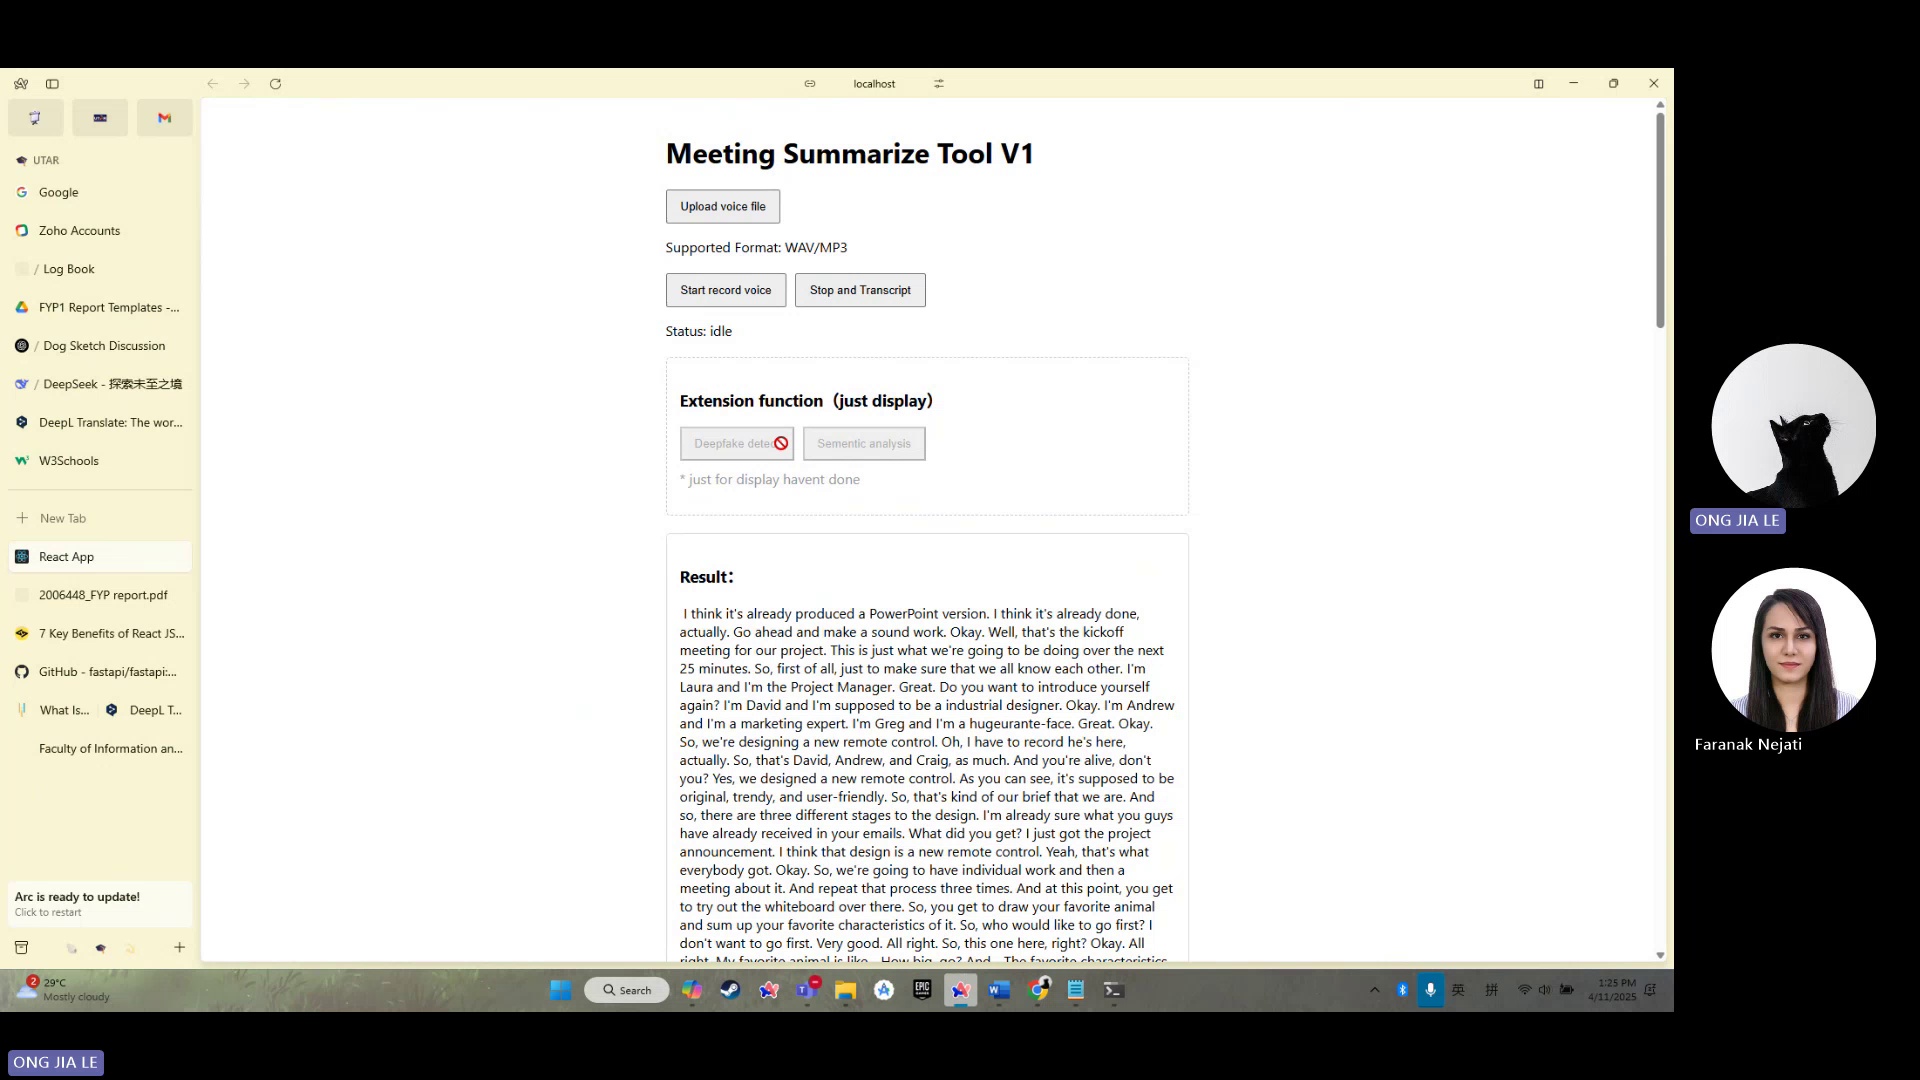 localhost
UTAR
Google
Zoho Accounts
/ Log Book
FYP1 Report Templates -...
/ Dog Sketch Discussion
/ DeepSeek - 探索未至之境
DeepL Translate: The wor...
W3Schools
New Tab
React App
2006448_FYP report.pdf
7 Key Benefits of React JS...
GitHub - fastapi/fastapi:...
What Is... DeepL T...
Faculty of Information an...
Arc is ready to update!
Click to restart
Meeting Summarize Tool V1
Upload voice file
Supported Format: WAV/MP3
Start record voice Stop and Transcript
Status: idle
Extension function（just display）
Deepfake Sementic analysis
* just for display havent done
Result：
I think it's already produced a PowerPoint version. I think it's already done,
actually. Go ahead and make a sound work. Okay. Well, that's the kickoff
meeting for our project. This is just what we're going to be doing over the next
25 minutes. So, first of all, just to make sure that we all know each other. I'm
Laura and I'm the Project Manager. Great. Do you want to introduce yourself
again? I'm David and I'm supposed to be a industrial designer. Okay. I'm Andrew
and I'm a marketing expert. I'm Greg and I'm a hugeurante-face. Great. Okay.
So, we're designing a new remote control. Oh, I have to record he's here,
actually. So, that's David, Andrew, and Craig, as much. And you're alive, don't
you? Yes, we designed a new remote control. As you can see, it's supposed to be
original, trendy, and user-friendly. So, that's kind of our brief that we are. And
so, there are three different stages to the design. I'm already sure what you guys
have already received in your emails. What did you get? I just got the project
announcement. I think that design is a new remote control. Yeah, that's what
everybody got. Okay. So, we're going to have individual work and then a
meeting about it. And repeat that process three times. And at this point, you get
to try out the whiteboard over there. So, you get to draw your favorite animal
and sum up your favorite characteristics of it. So, who would like to go first? I
don't want to go first. Very good. All right. So, this one here, right? Okay. All
right. My favorite animal is like... How big, go? And... The favorite characteristics
ONG JIA LE
Faranak Nejati
2
29°C
Mostly cloudy
Search
EPIC
英 拼
1:25 PM
4/11/2025
ONG JIA LE